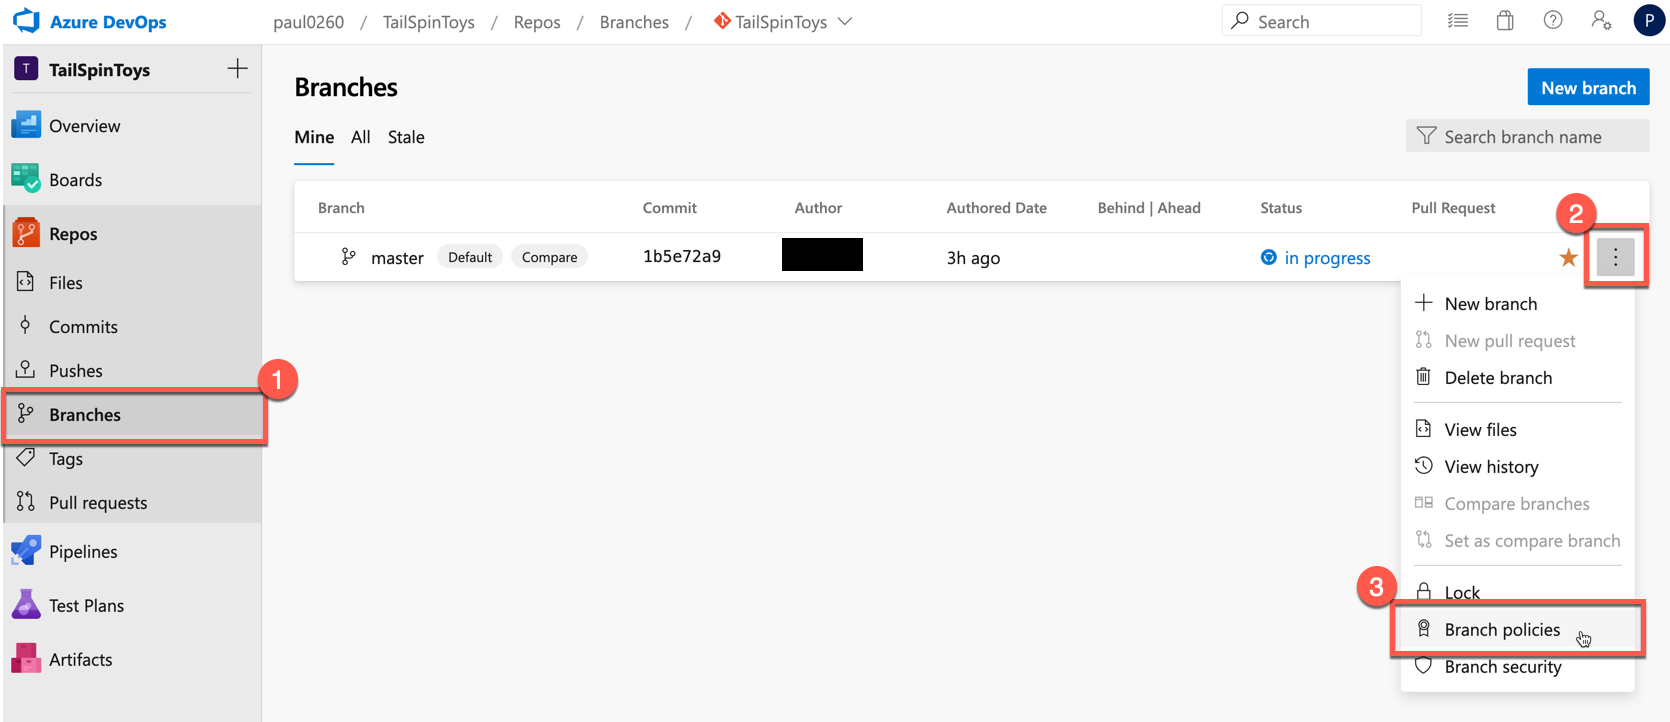 Azure DevOps
paul0260 / TailSpinToys / Repos / Branches / TailSpinToys
Search
P
T TailSpinToys
Overview
Boards
Repos
Files
Commits
Pushes
1
Branches
Tags
Pull requests
Pipelines
Test Plans
Artifacts
Branches
New branch
Mine All Stale
Search branch name
Branch Commit Author Authored Date Behind | Ahead Status Pull Request
2
master Default Compare 1b5e72a9 3h ago in progress
New branch
New pull request
Delete branch
View files
View history
Compare branches
Set as compare branch
3
Lock
Branch policies
Branch security